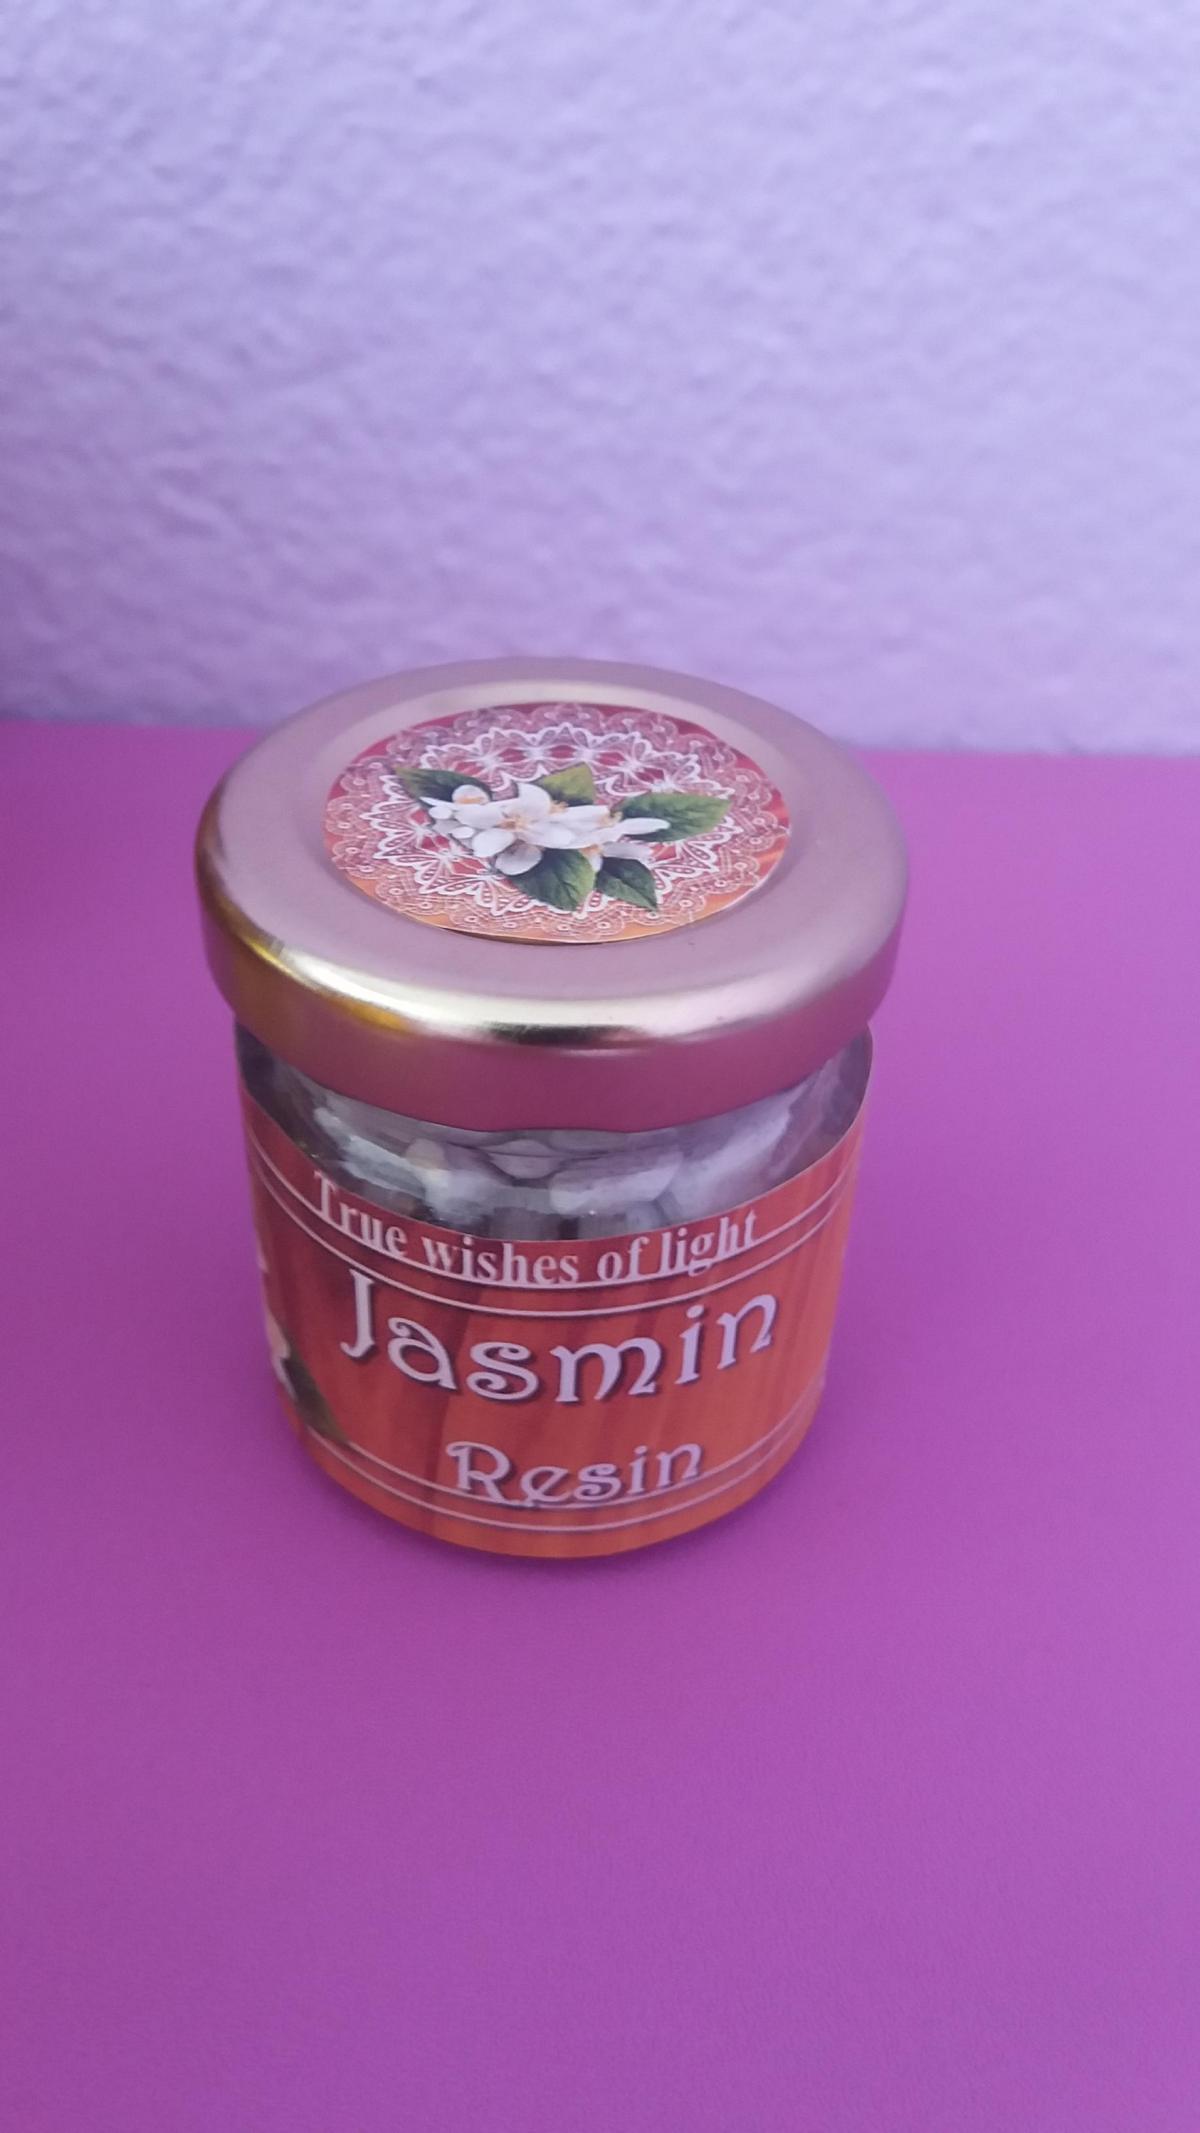 True wishes of light
Jasmin
Resin